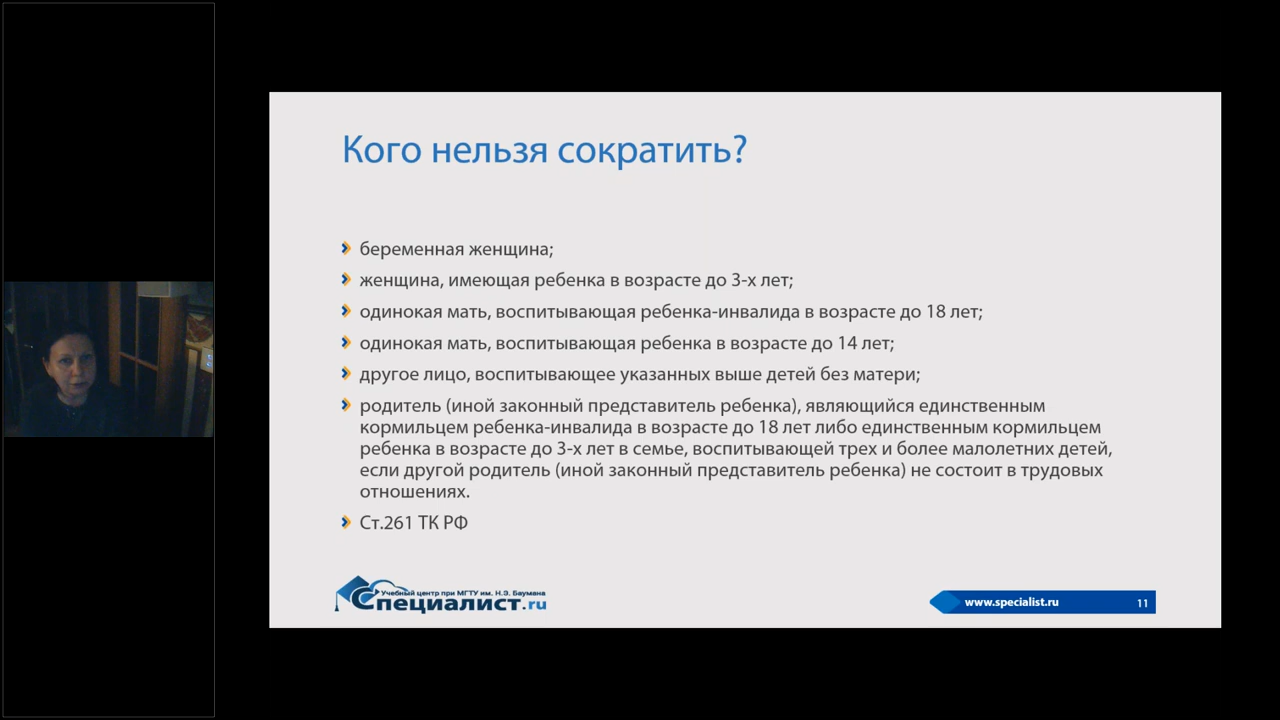 Кого нельзя сократить?
беременная женщина;
женщина, имеющая ребенка в возрасте до 3-х лет;
одинокая мать, воспитывающая ребенка-инвалида в возрасте до 18 лет;
одинокая мать, воспитывающая ребенка в возрасте до 14 лет;
другое лицо, воспитывающее указанных выше детей без матери;
родитель (иной законный представитель ребенка), являющийся единственным
кормильцем ребенка-инвалида в возрасте до 18 лет либо единственным кормильцем
ребенка в возрасте до 3-х лет в семье, воспитывающей трех и более малолетних детей,
если другой родитель (иной законный представитель ребенка) не состоит в трудовых
отношениях.
Ст.261 ТК РФ
Учебный центр при МГТУ им. Н.Э. Баумана
Специалист.ru
www.specialist.ru
11